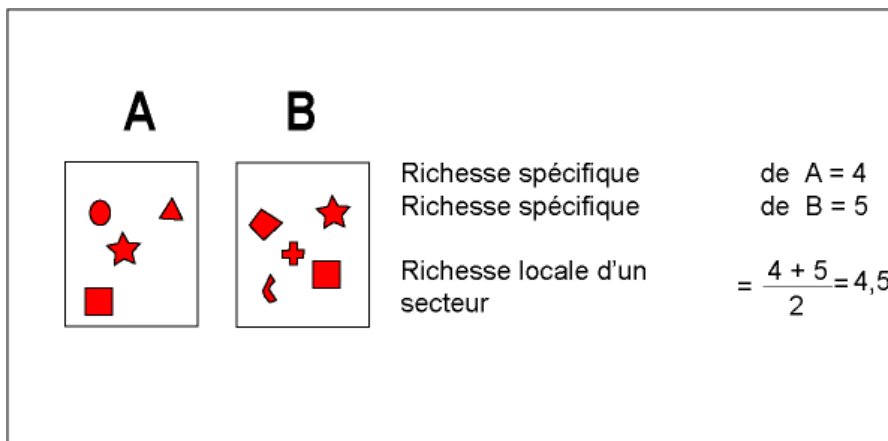 A B
Richesse spécifique de A = 4
Richesse spécifique de B = 5
Richesse locale d'un secteur = 4 + 5 / 2 = 4,5